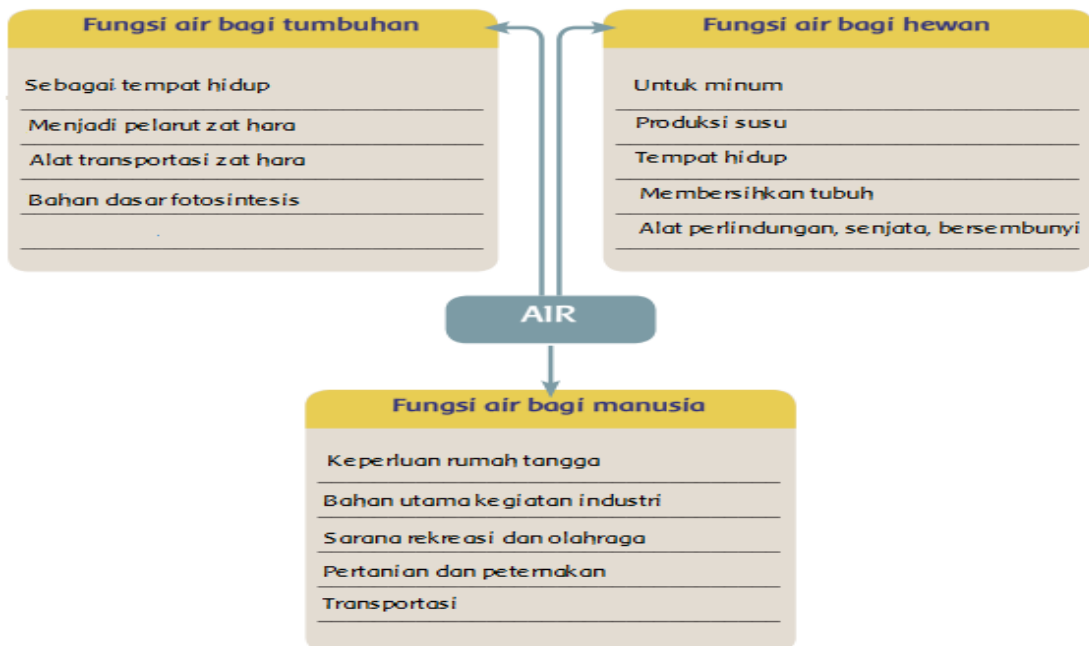 Fungsi air bagi tumbuhan
Sebagai tempat hidup
Menjadi pelarut zat hara
Alat transportasi zat hara
Bahan dasar fotosintesis
Fungsi air bagi hewan
Untuk minum
Produksi susu
Tempat hidup
Membersihkan tubuh
Alat perlindungan, senjata, bersembunyi
AIR
Fungsi air bagi manusia
Keperluan rumah tangga
Bahan utama kegiatan industri
Sarana rekreasi dan olahraga
Pertanian dan peternakan
Transportasi